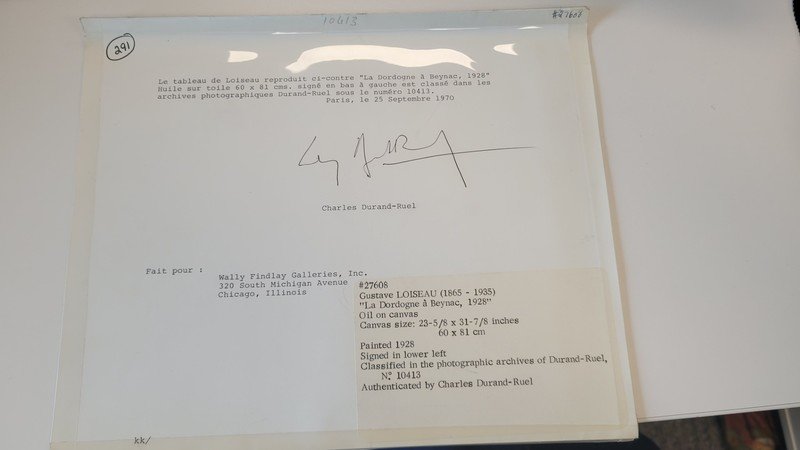 10413
#27608
291
Le tableau de Loiseau reproduit ci-contre "La Dordogne à Beynac, 1928"
Huile sur toile 60 x 81 cms. signé en bas à gauche est classé dans les
archives photographiques Durand-Ruel sous le numéro 10413.
Paris, le 25 Septembre 1970
Charles Durand-Ruel
Fait pour :
Wally Findlay Galleries, Inc.
320 South Michigan Avenue
Chicago, Illinois
#27608
Gustave LOISEAU (1865 - 1935)
"La Dordogne à Beynac, 1928"
Oil on canvas
Canvas size: 23-5/8 x 31-7/8 inches
60 x 81 cm
Painted 1928
Signed in lower left
Classified in the photographic archives of Durand-Ruel,
Nº 10413
Authenticated by Charles Durand-Ruel
kk/